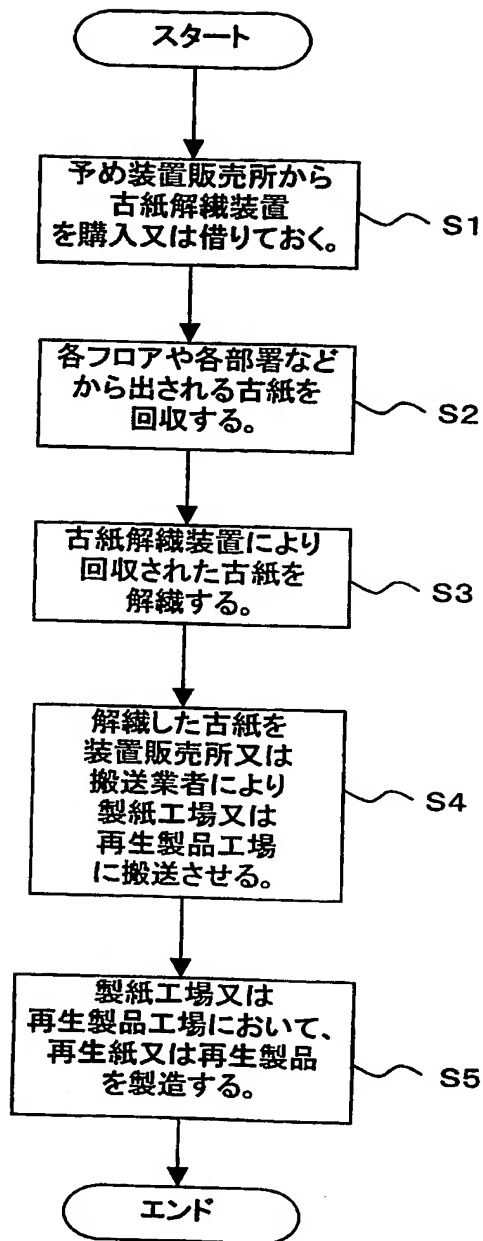 スタート
予め装置販売所から
古紙解繊装置
を購入又は借りておく。
S1
各フロアや各部署など
から出される古紙を
回収する。
S2
古紙解繊装置により
回収された古紙を
解繊する。
S3
解繊した古紙を
装置販売所又は
搬送業者により
製紙工場又は
再生製品工場
に搬送させる。
S4
製紙工場又は
再生製品工場において、
再生紙又は再生製品
を製造する。
S5
エンド